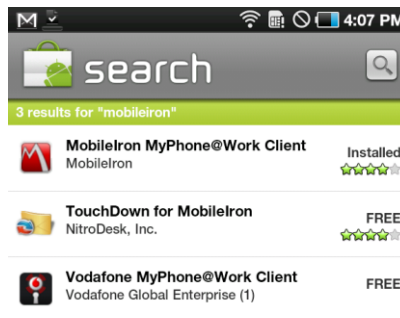 4:07 PM
search
3 results for "mobileiron"
MobileIron MyPhone@Work Client
MobileIron
Installed
TouchDown for MobileIron
NitroDesk, Inc.
FREE
Vodafone MyPhone@Work Client
Vodafone Global Enterprise (1)
FREE